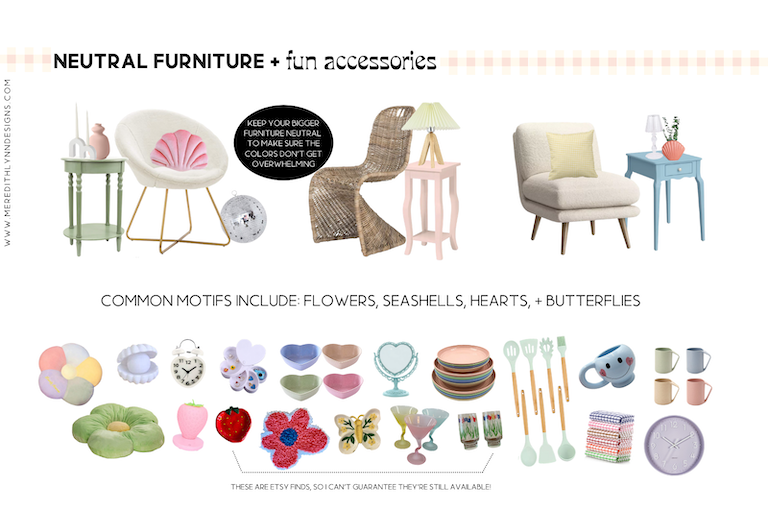 NEUTRAL FURNITURE + fun accessories
WWW.MEREDITHLYNNDESIGNS.COM
KEEP YOUR BIGGER
FURNITURE NEUTRAL
TO MAKE SURE THE
COLORS DON'T GET
OVERWHELMING
COMMON MOTIFS INCLUDE: FLOWERS, SEASHELLS, HEARTS, + BUTTERFLIES
THESE ARE ETSY FINDS, SO I CAN'T GUARANTEE THEY'RE STILL AVAILABLE!